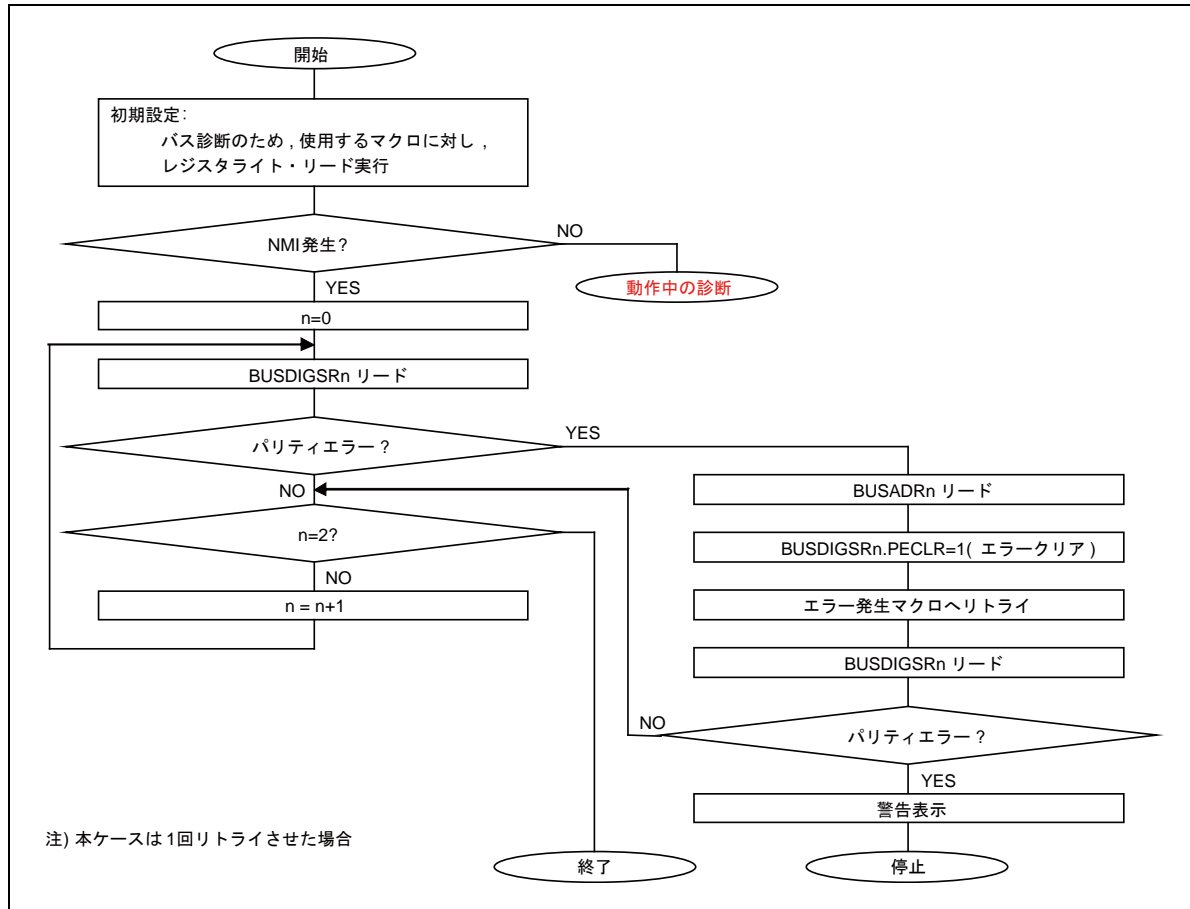 開始
初期設定:
バス診断のため , 使用するマクロに対し ,
レジスタライト・リード実行
NMI発生?
NO
動作中の診断
YES
n=0
BUSDIGSRn リード
パリティエラー ?
YES
NO
BUSADRn リード
n=2?
BUSDIGSRn.PECLR=1( エラークリア )
NO
n = n+1
エラー発生マクロへリトライ
BUSDIGSRn リード
NO
パリティエラー ?
YES
警告表示
注) 本ケースは1回リトライさせた場合
終了
停止